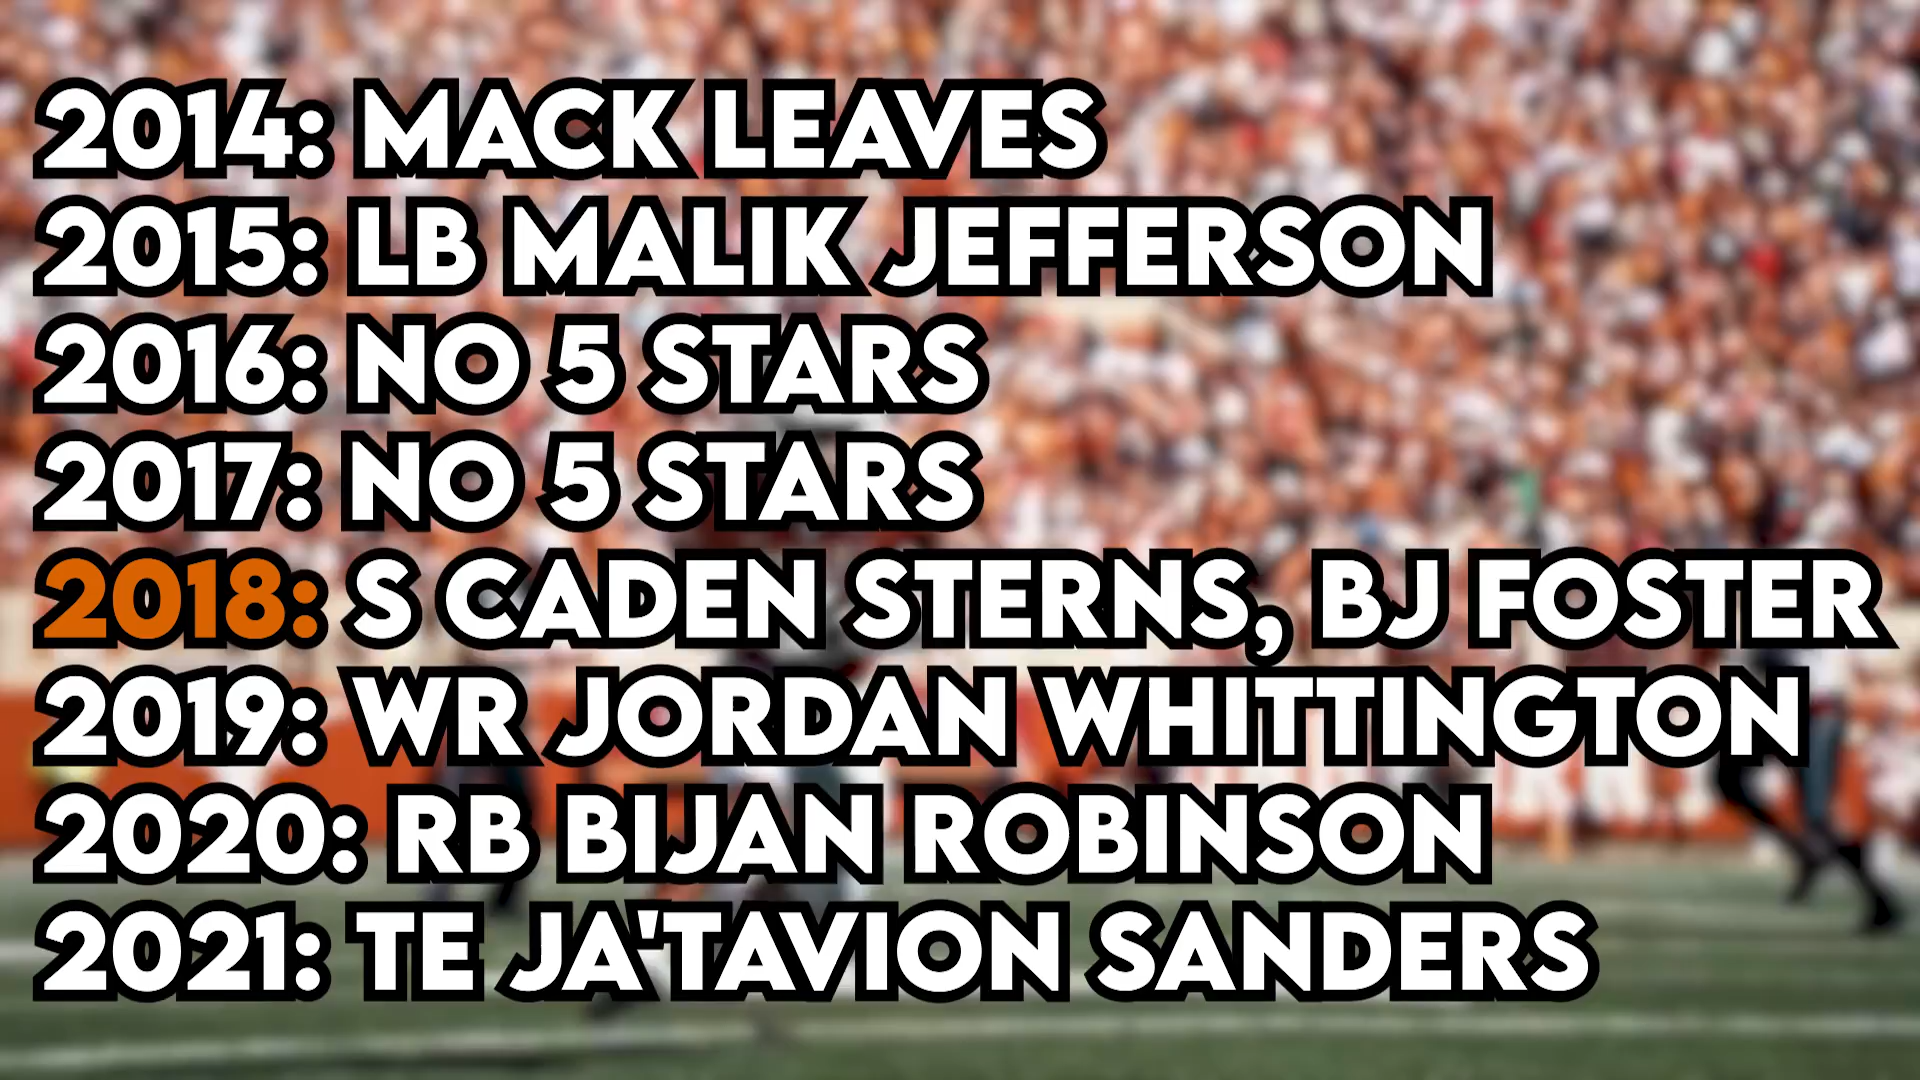 2014: MACK LEAVES
2015: LB MALIK JEFFERSON
2016: NO 5 STARS
2017: NO 5 STARS
2018: S CADEN STERNS, BJ FOSTER
2019: WR JORDAN WHITTINGTON
2020: RB BIJAN ROBINSON
2021: TE JA'TAVION SANDERS